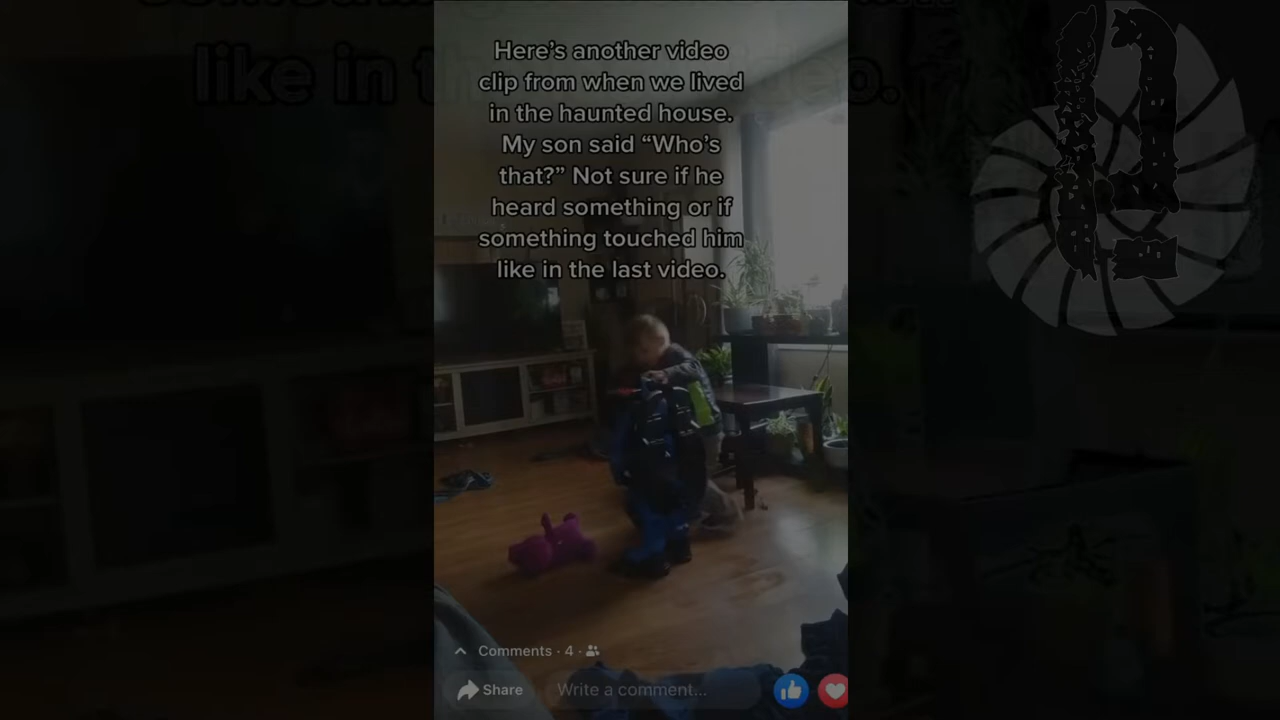 Here's another video
clip from when we lived
in the haunted house.
My son said “Who's
that?” Not sure if he
heard something or if
something touched him
like in the last video.
Comments · 4 ·
Share
Write a comment...